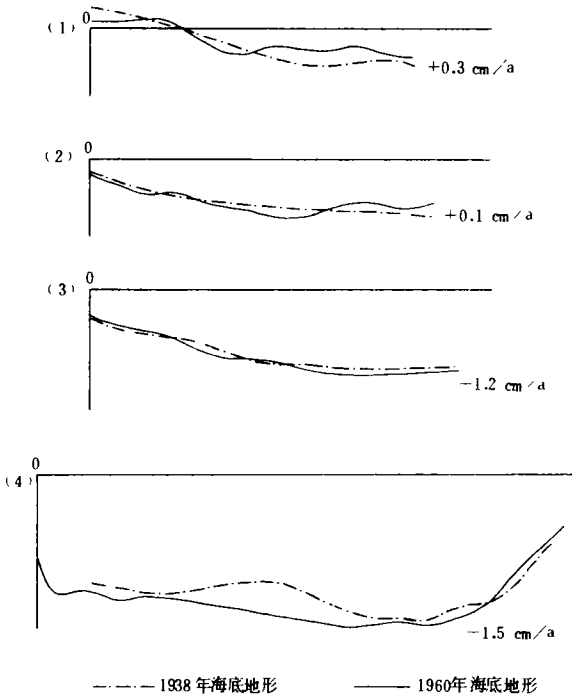 0
(1)
+0.3 cm/a
0
(2)
+0.1 cm/a
0
(3)
-1.2 cm/a
0
(4)
-1.5 cm/a
1938年海底地形 1960年海底地形